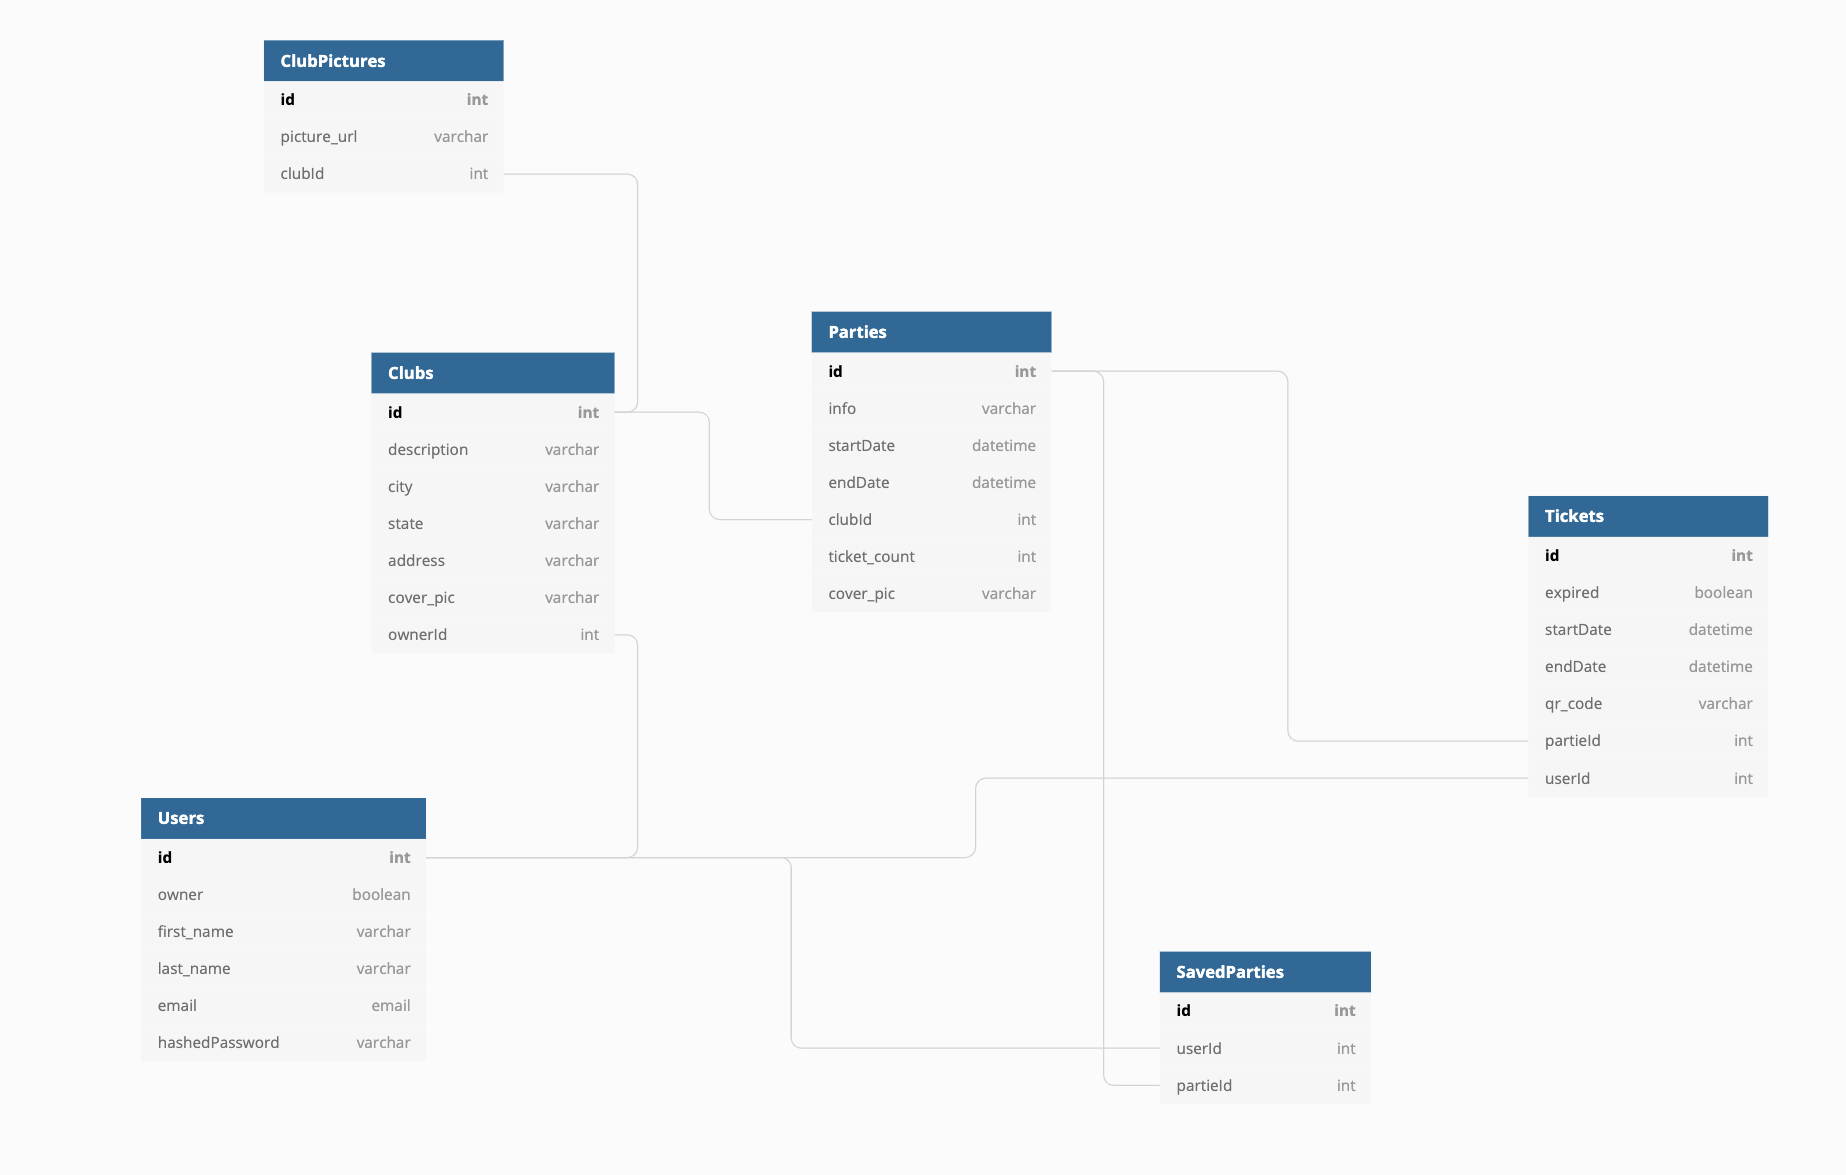 ClubPictures
id int
picture_url varchar
clubId int
Clubs
id int
description varchar
city varchar
state varchar
address varchar
cover_pic varchar
ownerId int
Parties
id int
info varchar
startDate datetime
endDate datetime
clubId int
ticket_count int
cover_pic varchar
Tickets
id int
expired boolean
startDate datetime
endDate datetime
qr_code varchar
partieId int
userId int
Users
id int
owner boolean
first_name varchar
last_name varchar
email email
hashedPassword varchar
SavedParties
id int
userId int
partieId int